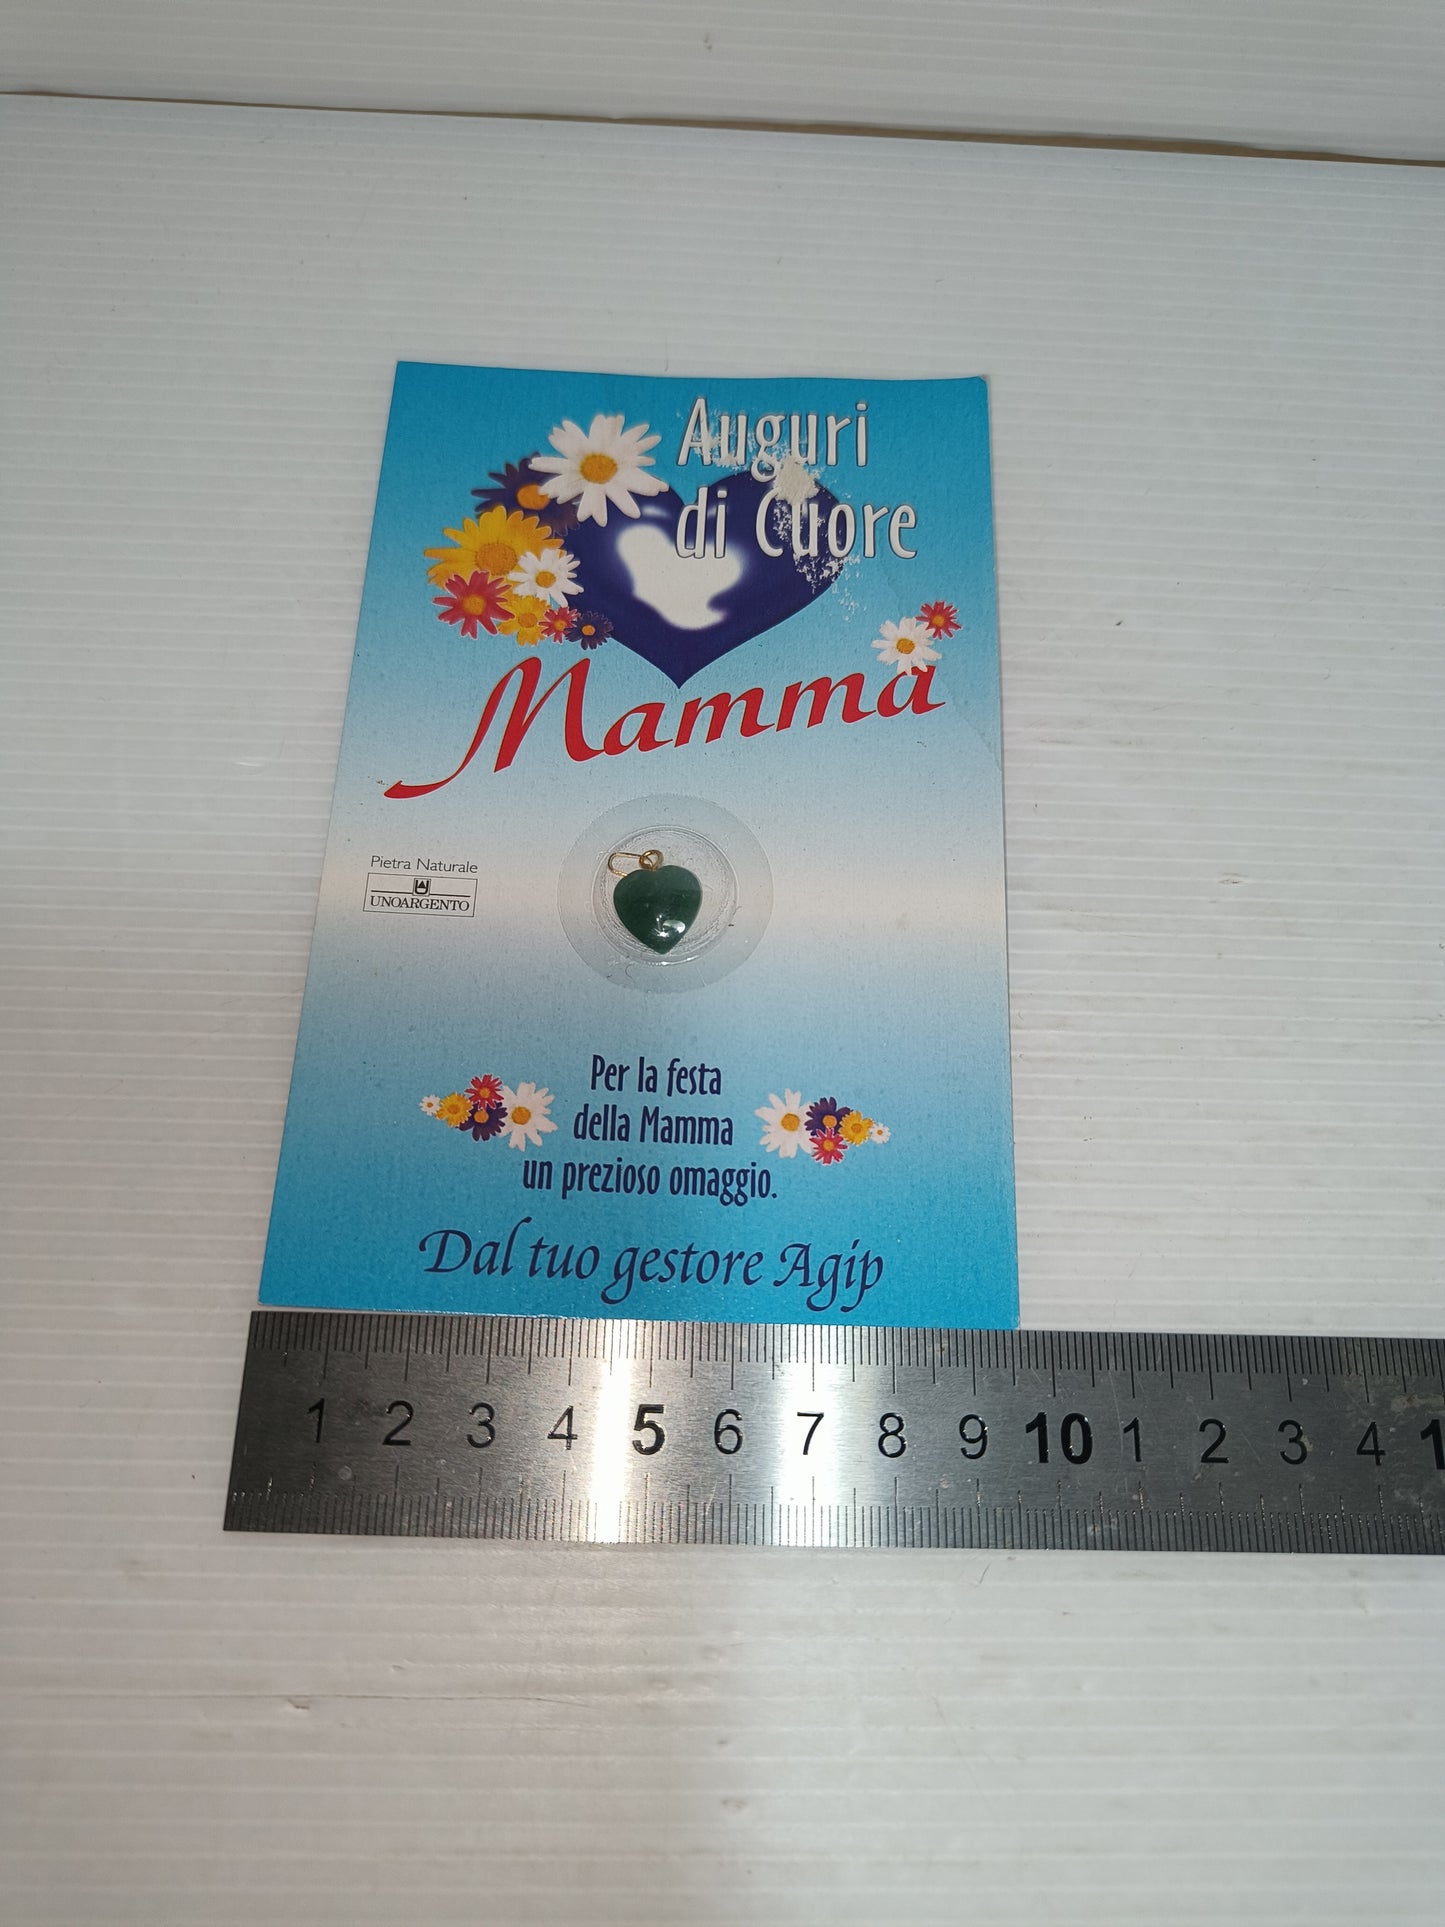 Auguri
di Cuore
Mamma
Pietra Naturale
UNOARGENTO
Per la festa
della Mamma
un prezioso omaggio.
Dal tuo gestore Agip
1 2 3 4 5 6 7 8 9 10 1 2 3 4 1